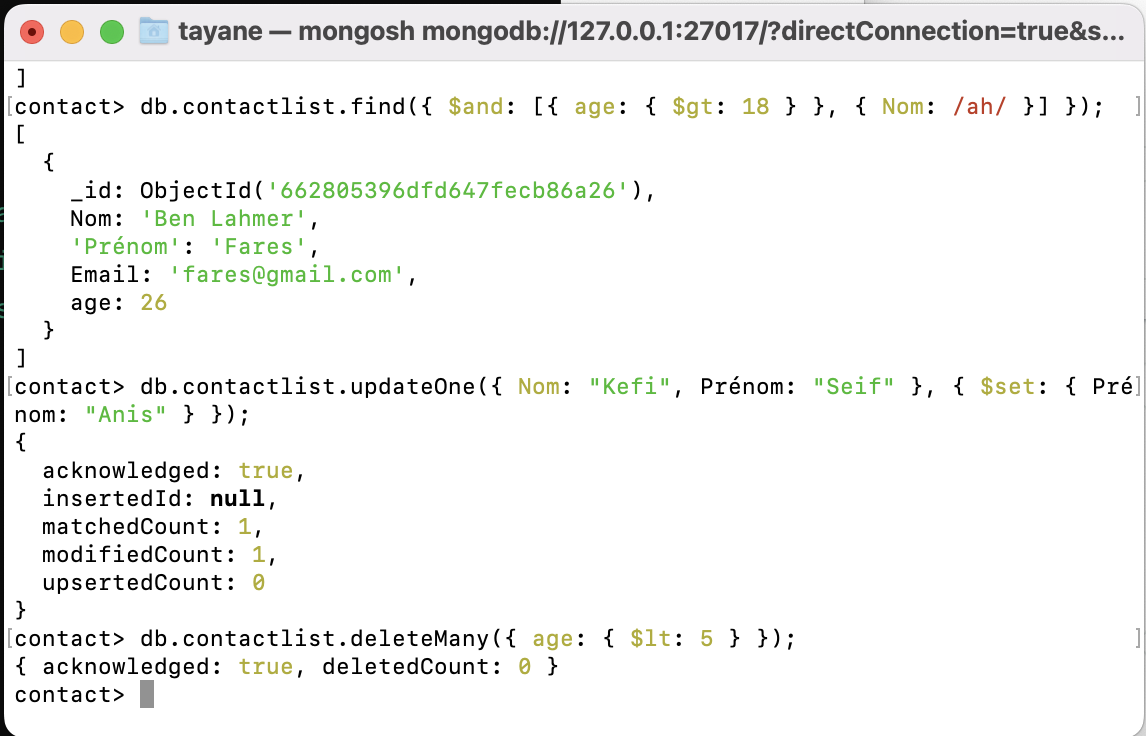 tayane — mongosh mongodb://127.0.0.1:27017/?directConnection=true&s...
]
[contact> db.contactlist.find({ $and: [{ age: { $gt: 18 } }, { Nom: /ah/ }] });  ]
[
  {
    _id: ObjectId('662805396dfd647fecb86a26'),
    Nom: 'Ben Lahmer',
    'Prénom': 'Fares',
    Email: 'fares@gmail.com',
    age: 26
  }
]
[contact> db.contactlist.updateOne({ Nom: "Kefi", Prénom: "Seif" }, { $set: { Pré]
nom: "Anis" } });
{
  acknowledged: true,
  insertedId: null,
  matchedCount: 1,
  modifiedCount: 1,
  upsertedCount: 0
}
[contact> db.contactlist.deleteMany({ age: { $lt: 5 } });  ]
{ acknowledged: true, deletedCount: 0 }
contact>